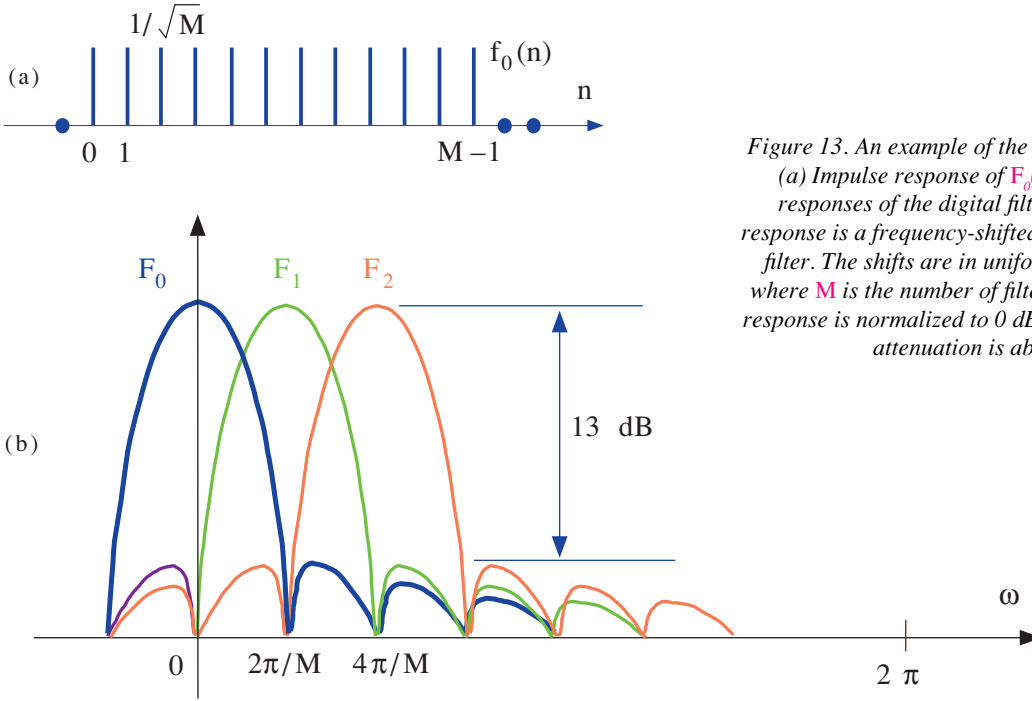 1/√M
f₀(n)
(a)
n
0 1 M–1
Figure 13. An example of the
(a) Impulse response of F₀(
responses of the digital filt
response is a frequency-shifted
filter. The shifts are in unifor
where M is the number of filte
response is normalized to 0 dB
attenuation is ab
F₀ F₁ F₂
13 dB
(b)
ω
0 2π/M 4π/M 2 π